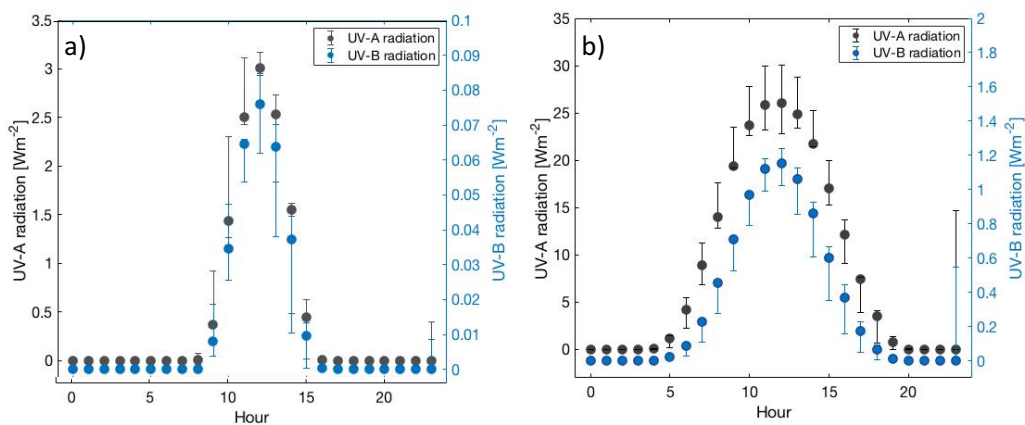 a)
UV-A radiation
UV-B radiation
UV-A radiation [Wm-2]
3.5
3
2.5
2
1.5
1
0.5
0
0.1
0.09
0.08
0.07
0.06
0.05
0.04
0.03
0.02
0.01
0
UV-B radiation [Wm-2]
0 5 10 15 20
Hour
b)
UV-A radiation
UV-B radiation
UV-A radiation [Wm-2]
35
30
25
20
15
10
5
0
2
1.8
1.6
1.4
1.2
1
0.8
0.6
0.4
0.2
0
UV-B radiation [Wm-2]
0 5 10 15 20
Hour